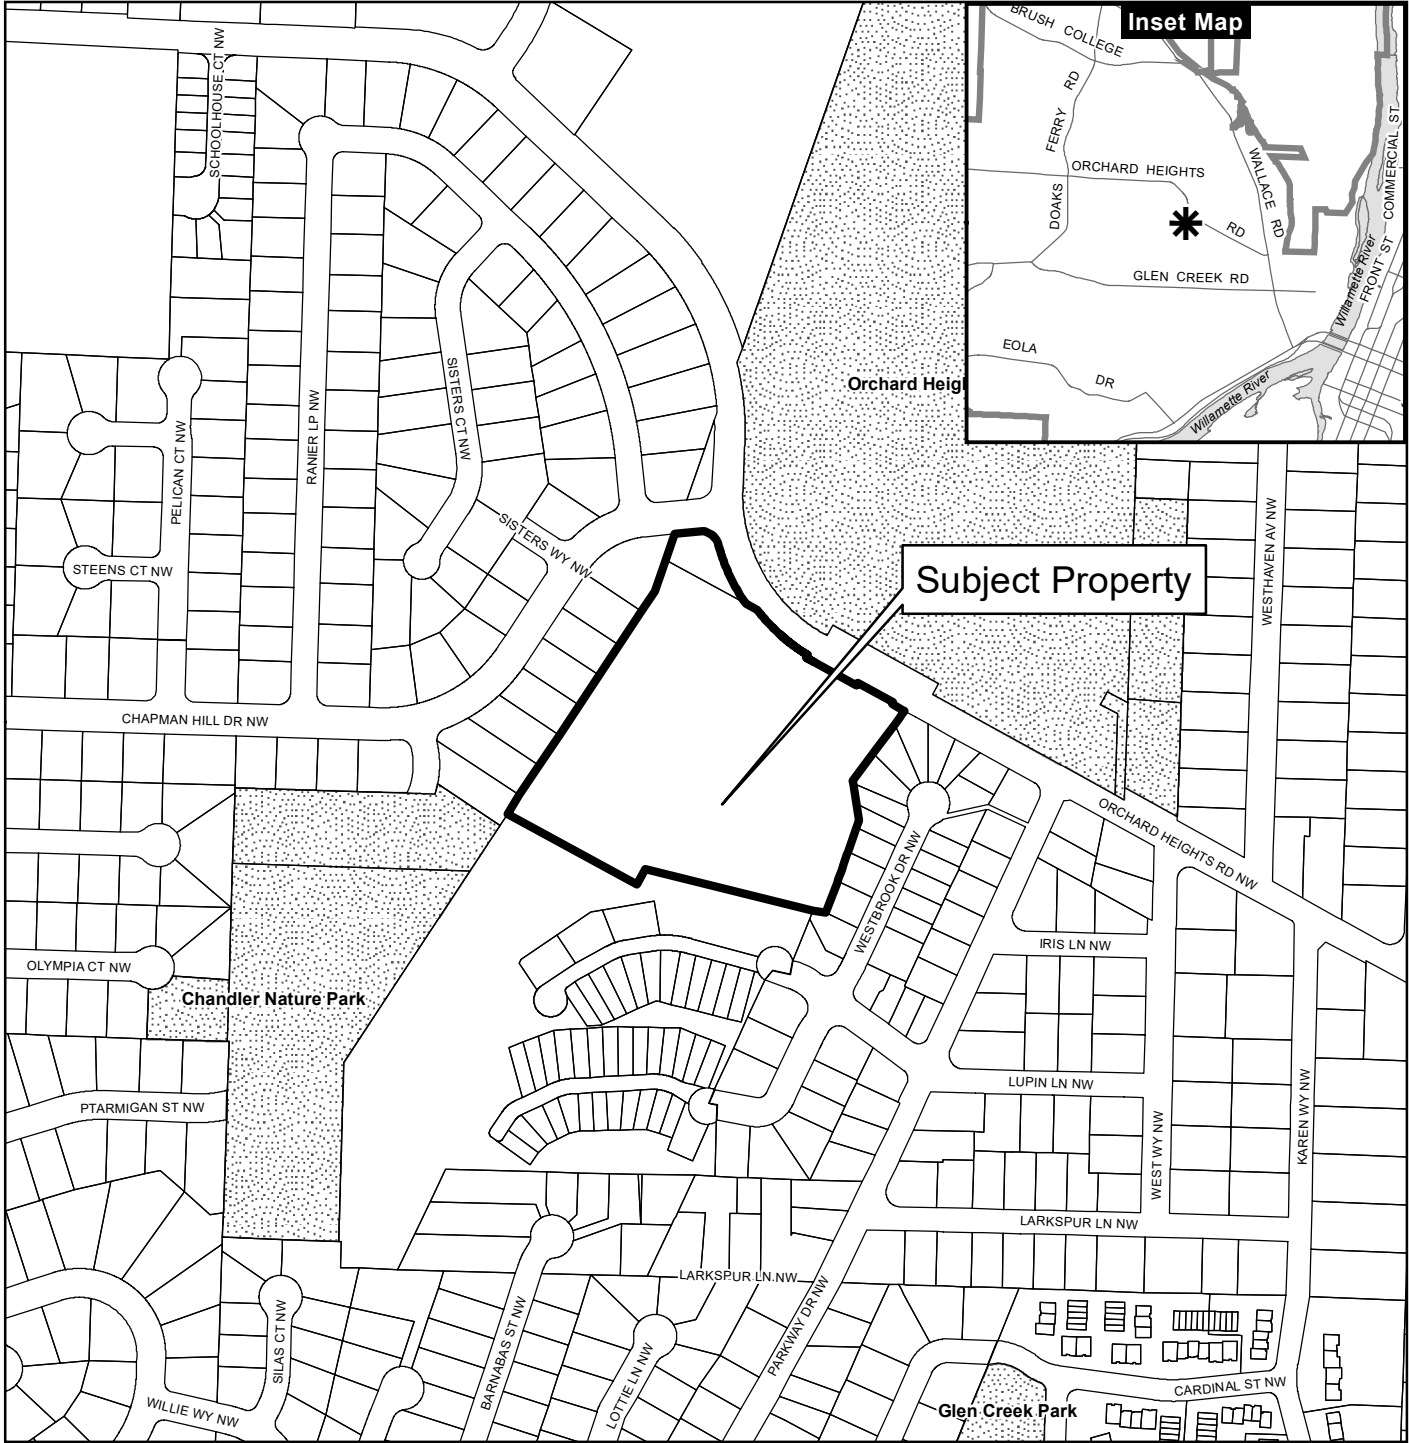 Inset Map
BRUSH COLLEGE
RD
FERRY
DOAKS
ORCHARD HEIGHTS
RD
WALLACE RD
COMMERCIAL ST
FRONT ST
Willamette River
GLEN CREEK RD
EOLA
DR
Willamette River
SCHOOLHOUSE CT NW
Orchard Heig
SISTERS CT NW
RANIER LP NW
PELICAN CT NW
STEENS CT NW
SISTERS WY NW
Subject Property
WESTHAVEN AV NW
CHAPMAN HILL DR NW
ORCHARD HEIGHTS RD NW
WESTBROOK DR NW
IRIS LN NW
OLYMPIA CT NW
Chandler Nature Park
LUPIN LN NW
PTARMIGAN ST NW
WEST WY NW
KAREN WY NW
LARKSPUR LN NW
LARKSPUR LN NW
PARKWAY DR NW
SILAS CT NW
BARNABAS ST NW
LOTTIE LN NW
WILLIE WY NW
CARDINAL ST NW
Glen Creek Park